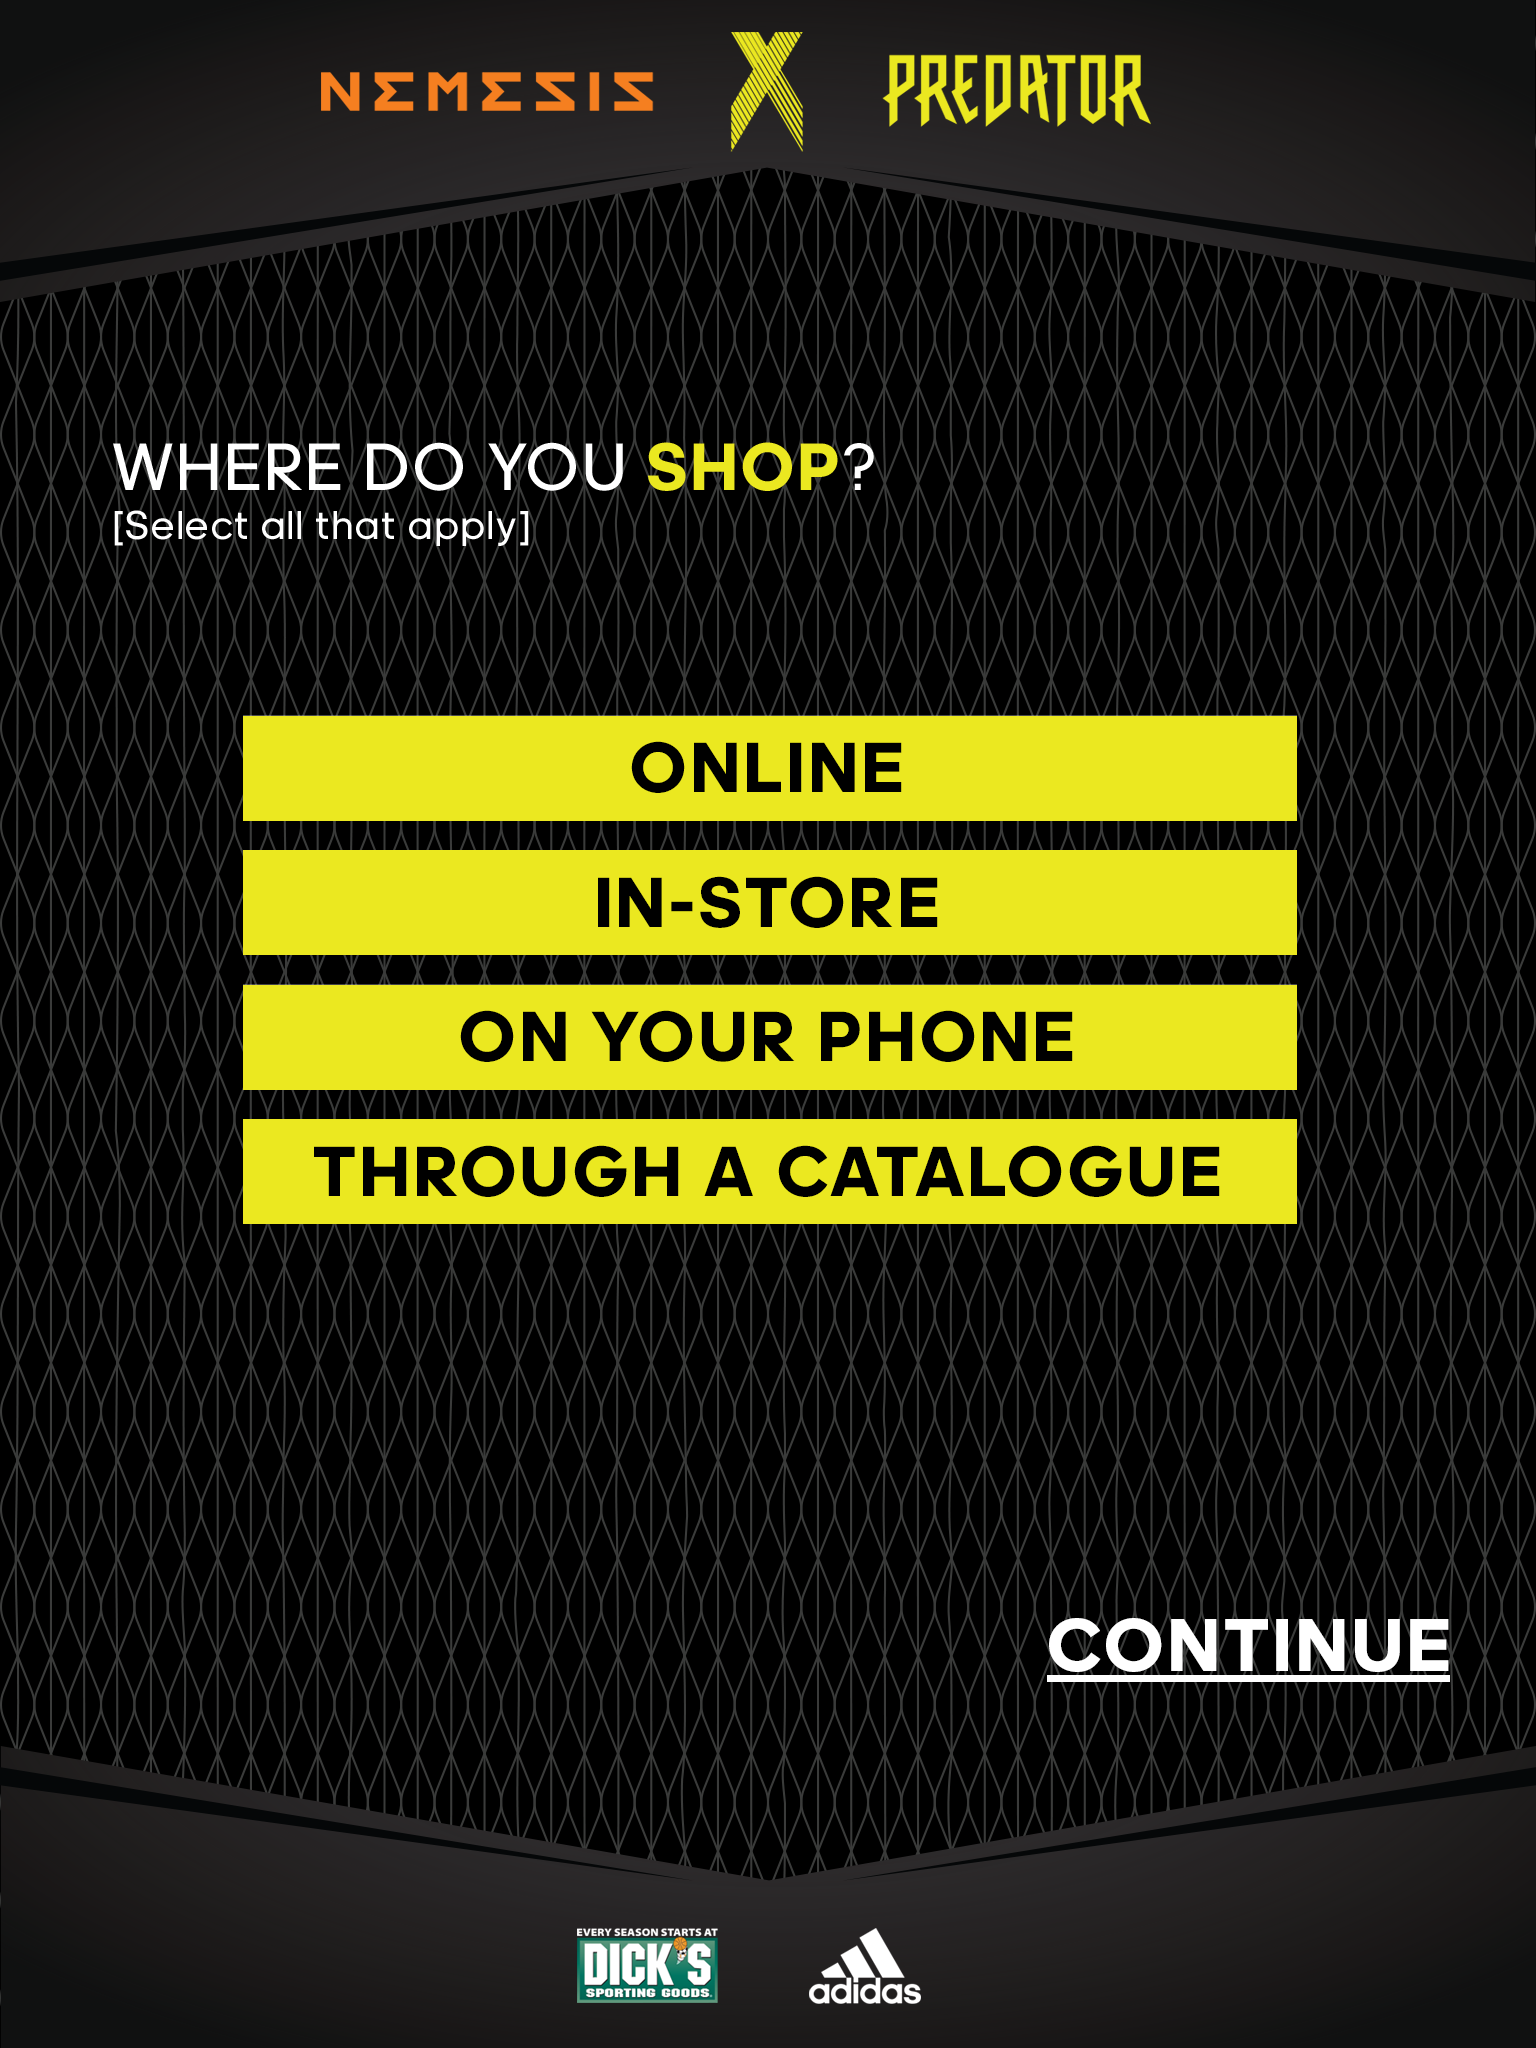 NEMESIS X PREDATOR
WHERE DO YOU SHOP?
[Select all that apply]
ONLINE
IN-STORE
ON YOUR PHONE
THROUGH A CATALOGUE
CONTINUE
EVERY SEASON STARTS AT
DICK'S
SPORTING GOODS
adidas